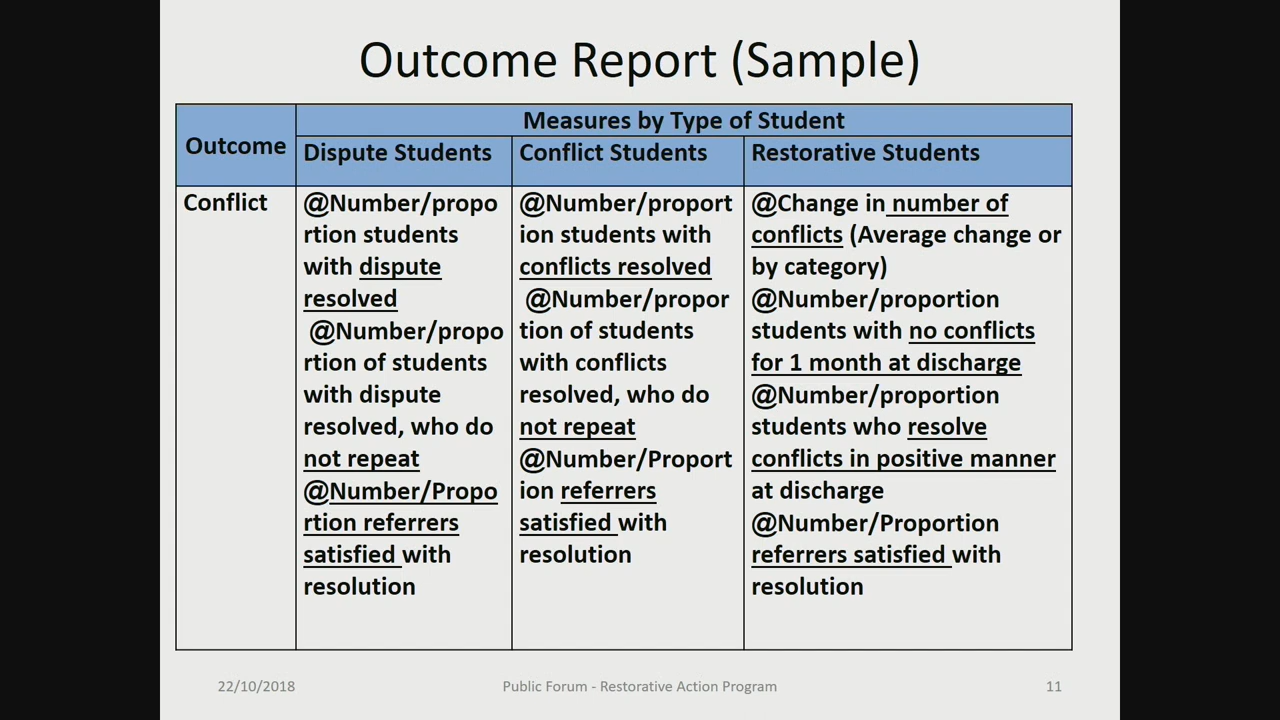 Outcome Report (Sample)
Outcome
Measures by Type of Student
Dispute Students
Conflict Students
Restorative Students
Conflict
@Number/propo
rtion students
with dispute
resolved
@Number/propo
rtion of students
with dispute
resolved, who do
not repeat
@Number/Propo
rtion referrers
satisfied with
resolution
@Number/proport
ion students with
conflicts resolved
@Number/propor
tion of students
with conflicts
resolved, who do
not repeat
@Number/Proport
ion referrers
satisfied with
resolution
@Change in number of
conflicts (Average change or
by category)
@Number/proportion
students with no conflicts
for 1 month at discharge
@Number/proportion
students who resolve
conflicts in positive manner
at discharge
@Number/Proportion
referrers satisfied with
resolution
22/10/2018
Public Forum - Restorative Action Program
11